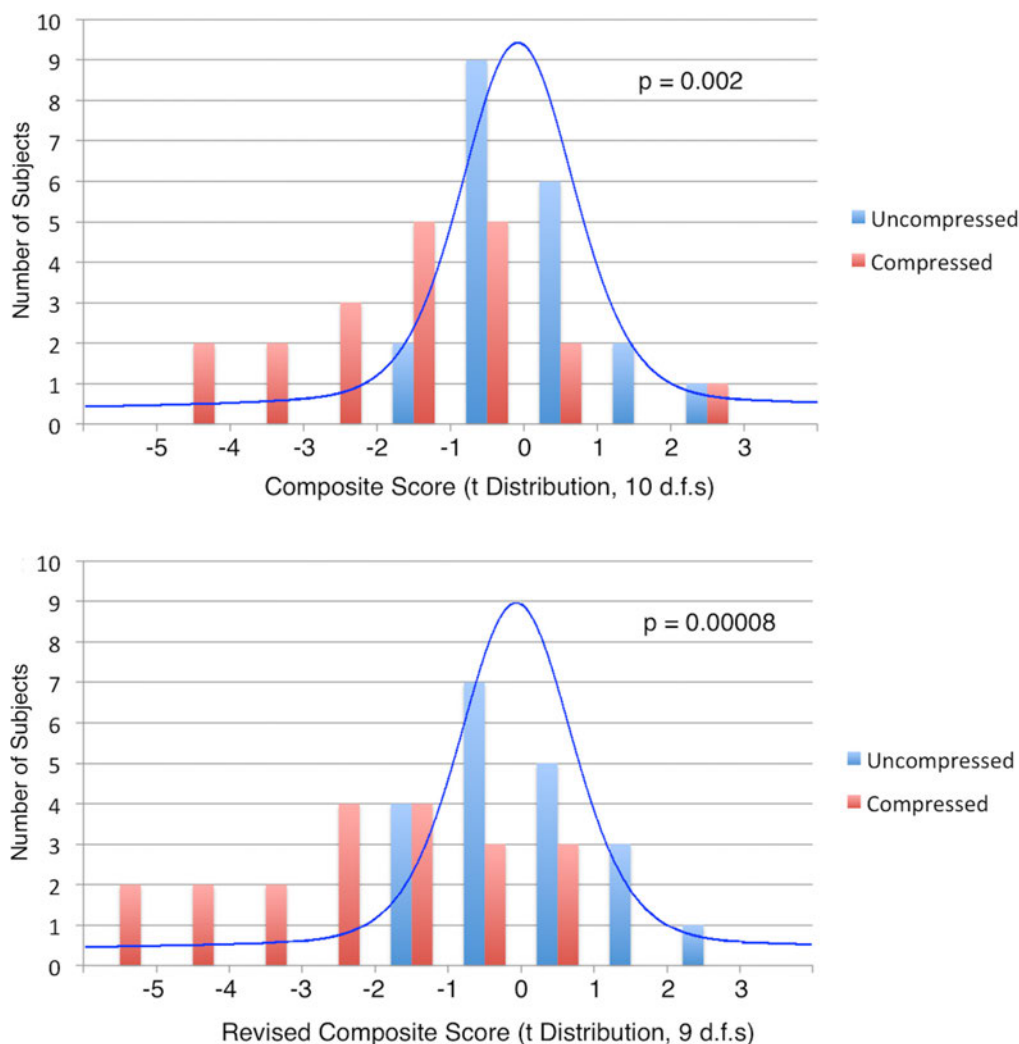 10
9
8
7
6
5
4
3
2
1
0
Number of Subjects
p = 0.002
Uncompressed
Compressed
-5 -4 -3 -2 -1 0 1 2 3
Composite Score (t Distribution, 10 d.f.s)
10
9
8
7
6
5
4
3
2
1
0
Number of Subjects
p = 0.00008
Uncompressed
Compressed
-5 -4 -3 -2 -1 0 1 2 3
Revised Composite Score (t Distribution, 9 d.f.s)